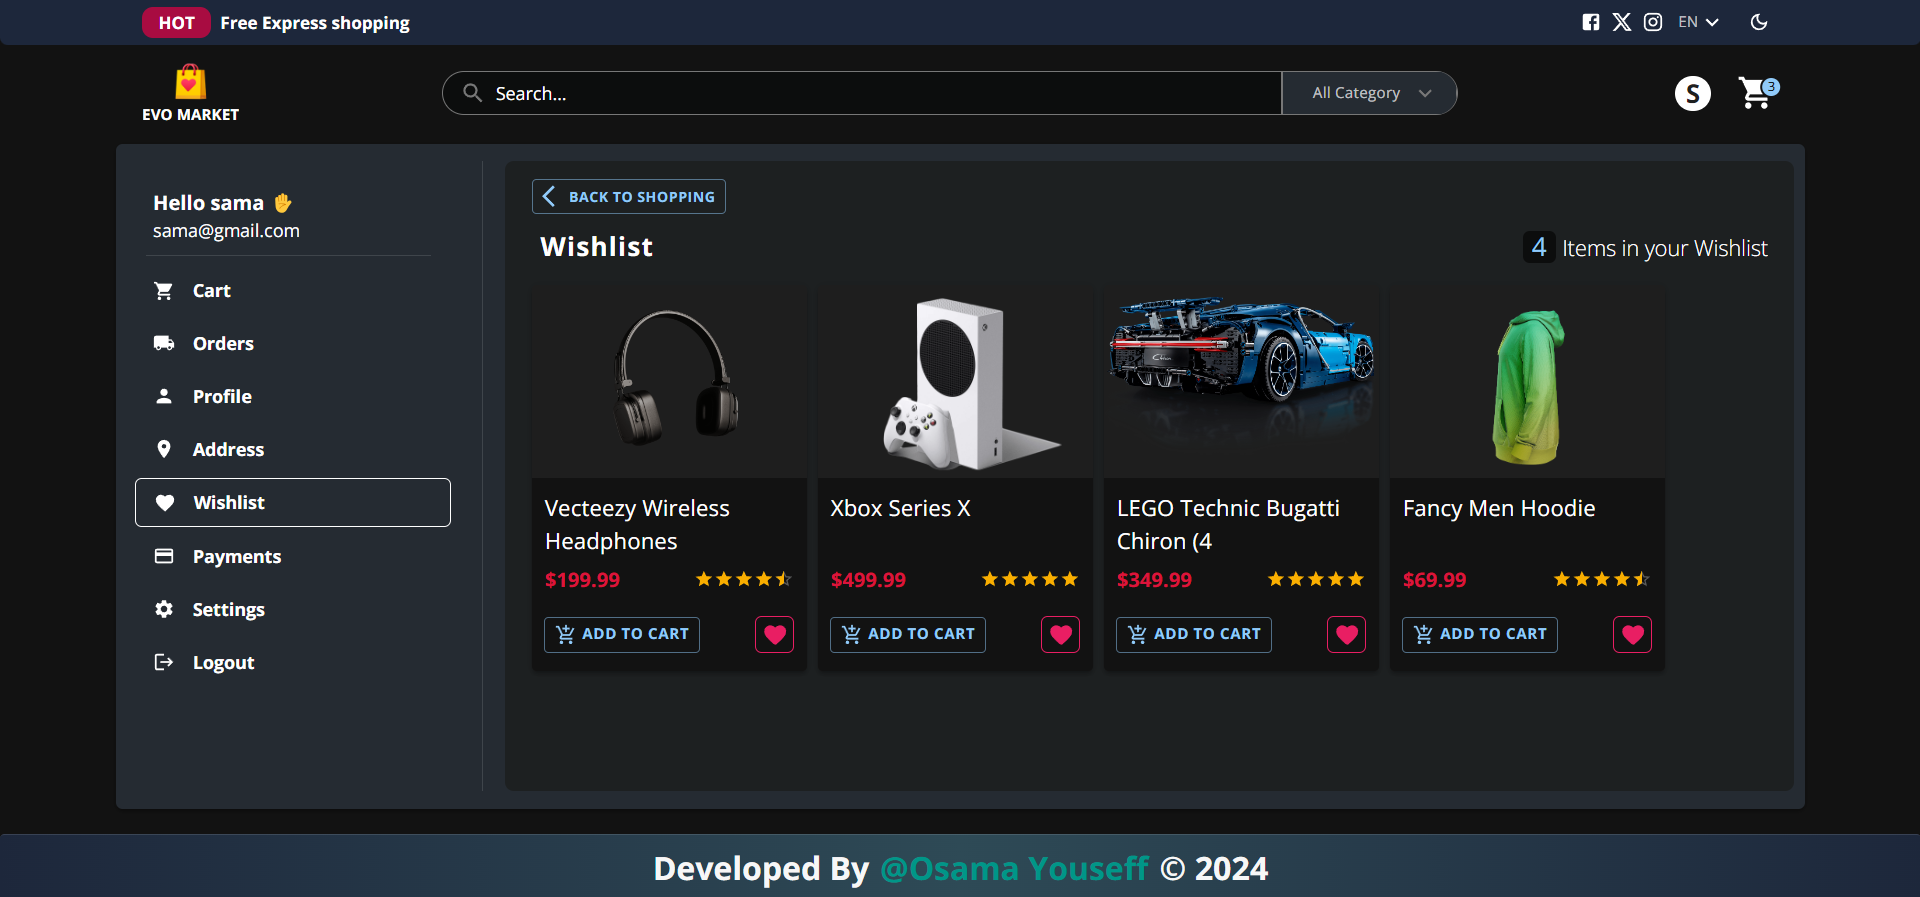 HOT Free Express shopping
EN
EVO MARKET
Search...
All Category
S
3
Hello sama ✋
sama@gmail.com
Cart
Orders
Profile
Address
Wishlist
Payments
Settings
Logout
BACK TO SHOPPING
Wishlist
4 Items in your Wishlist
Vecteezy Wireless
Headphones
$199.99
ADD TO CART
Xbox Series X
$499.99
ADD TO CART
LEGO Technic Bugatti
Chiron (4
$349.99
ADD TO CART
Fancy Men Hoodie
$69.99
ADD TO CART
Developed By @Osama Youseff © 2024